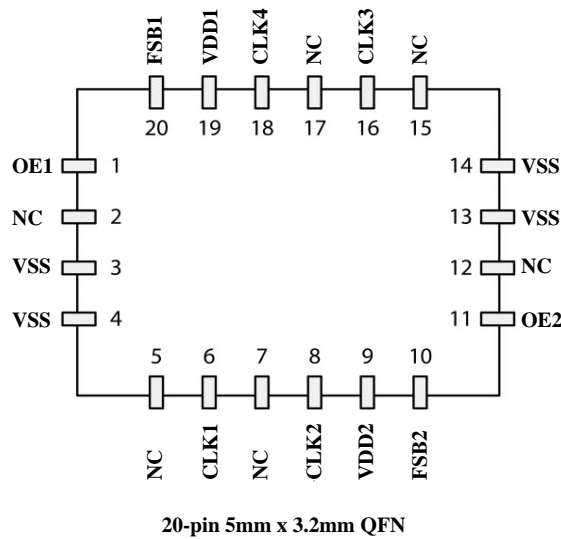 FSB1 VDD1 CLK4 NC CLK3 NC
20 19 18 17 16 15
OE1 1 14 VSS
NC 2 13 VSS
VSS 3 12 NC
VSS 4 11 OE2
5 6 7 8 9 10
NC CLK1 NC CLK2 VDD2 FSB2
20-pin 5mm x 3.2mm QFN